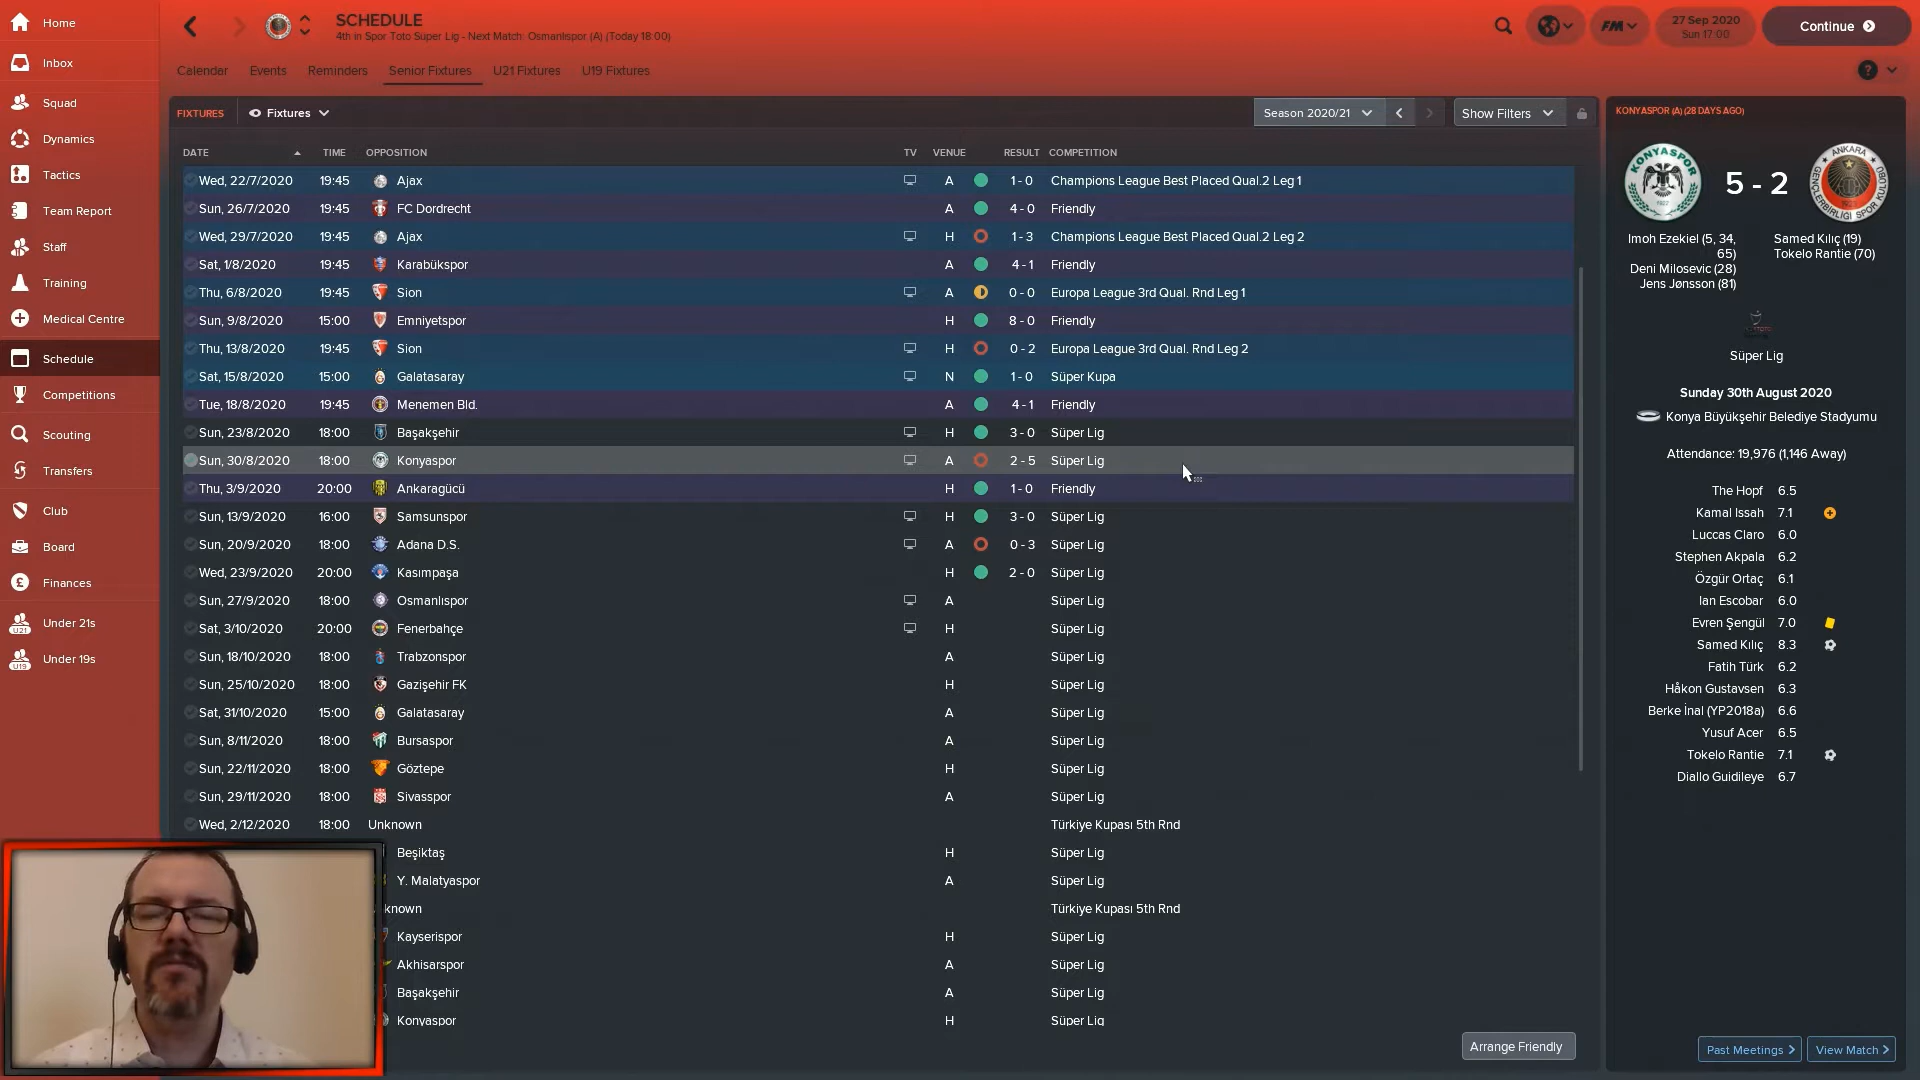 Home
Inbox
Squad
Dynamics
Tactics
Team Report
Staff
Training
Medical Centre
Schedule
Competitions
Scouting
Transfers
Club
Board
Finances
Under 21s
Under 19s
SCHEDULE
4th in Spor Toto Süper Lig - Next Match: Osmanlıspor (A) (Today 18:00)
FM
27 Sep 2020
Sun 17:00
Continue
Calendar Events Reminders Senior Fixtures U21 Fixtures U19 Fixtures
FIXTURES Fixtures Season 2020/21 Show Filters
DATE TIME OPPOSITION TV VENUE RESULT COMPETITION
Wed, 22/7/2020 19:45 Ajax A 1 - 0 Champions League Best Placed Qual.2 Leg 1
Sun, 26/7/2020 19:45 FC Dordrecht A 4 - 0 Friendly
Wed, 29/7/2020 19:45 Ajax H 1 - 3 Champions League Best Placed Qual.2 Leg 2
Sat, 1/8/2020 19:45 Karabükspor A 4 - 1 Friendly
Thu, 6/8/2020 19:45 Sion A 0 - 0 Europa League 3rd Qual. Rnd Leg 1
Sun, 9/8/2020 15:00 Emniyetspor H 8 - 0 Friendly
Thu, 13/8/2020 19:45 Sion H 0 - 2 Europa League 3rd Qual. Rnd Leg 2
Sat, 15/8/2020 15:00 Galatasaray N 1 - 0 Süper Kupa
Tue, 18/8/2020 19:45 Menemen Bld. A 4 - 1 Friendly
Sun, 23/8/2020 18:00 Başakşehir H 3 - 0 Süper Lig
Sun, 30/8/2020 18:00 Konyaspor A 2 - 5 Süper Lig
Thu, 3/9/2020 20:00 Ankaragücü H 1 - 0 Friendly
Sun, 13/9/2020 16:00 Samsunspor H 3 - 0 Süper Lig
Sun, 20/9/2020 18:00 Adana D.S. A 0 - 3 Süper Lig
Wed, 23/9/2020 20:00 Kasımpaşa H 2 - 0 Süper Lig
Sun, 27/9/2020 18:00 Osmanlıspor A Süper Lig
Sat, 3/10/2020 20:00 Fenerbahçe H Süper Lig
Sun, 18/10/2020 18:00 Trabzonspor A Süper Lig
Sun, 25/10/2020 18:00 Gazişehir FK H Süper Lig
Sat, 31/10/2020 15:00 Galatasaray A Süper Lig
Sun, 8/11/2020 18:00 Bursaspor A Süper Lig
Sun, 22/11/2020 18:00 Göztepe H Süper Lig
Sun, 29/11/2020 18:00 Sivasspor A Süper Lig
Wed, 2/12/2020 18:00 Unknown Türkiye Kupası 5th Rnd
Beşiktaş H Süper Lig
Y. Malatyaspor A Süper Lig
known Türkiye Kupası 5th Rnd
Kayserispor H Süper Lig
Akhisarspor A Süper Lig
Başakşehir A Süper Lig
Konyaspor H Süper Lig
Arrange Friendly
KONYASPOR (A) (28 DAYS AGO)
KONYASPOR
1922
ANKARA
GENÇLERBİRLİĞİ SPOR KULÜBÜ
1923
5 - 2
Imoh Ezekiel (5, 34, 65)
Deni Milosevic (28)
Jens Jønsson (81)
Samed Kılıç (19)
Tokelo Rantie (70)
Süper Lig
Sunday 30th August 2020
Konya Büyükşehir Belediye Stadyumu
Attendance: 19,976 (1,146 Away)
The Hopf 6.5
Kamal Issah 7.1
Luccas Claro 6.0
Stephen Akpala 6.2
Özgür Ortaç 6.1
Ian Escobar 6.0
Evren Şengül 7.0
Samed Kılıç 8.3
Fatih Türk 6.2
Håkon Gustavsen 6.3
Berke İnal (YP2018a) 6.6
Yusuf Acer 6.5
Tokelo Rantie 7.1
Diallo Guidileye 6.7
Past Meetings
View Match